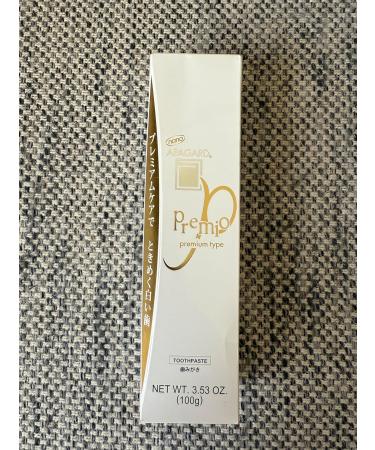 nano
APAGARD®
Premio
premium type
プレミアムケアで ときめく白い歯
TOOTHPASTE
歯みがき
NET WT. 3.53 OZ.
(100g)